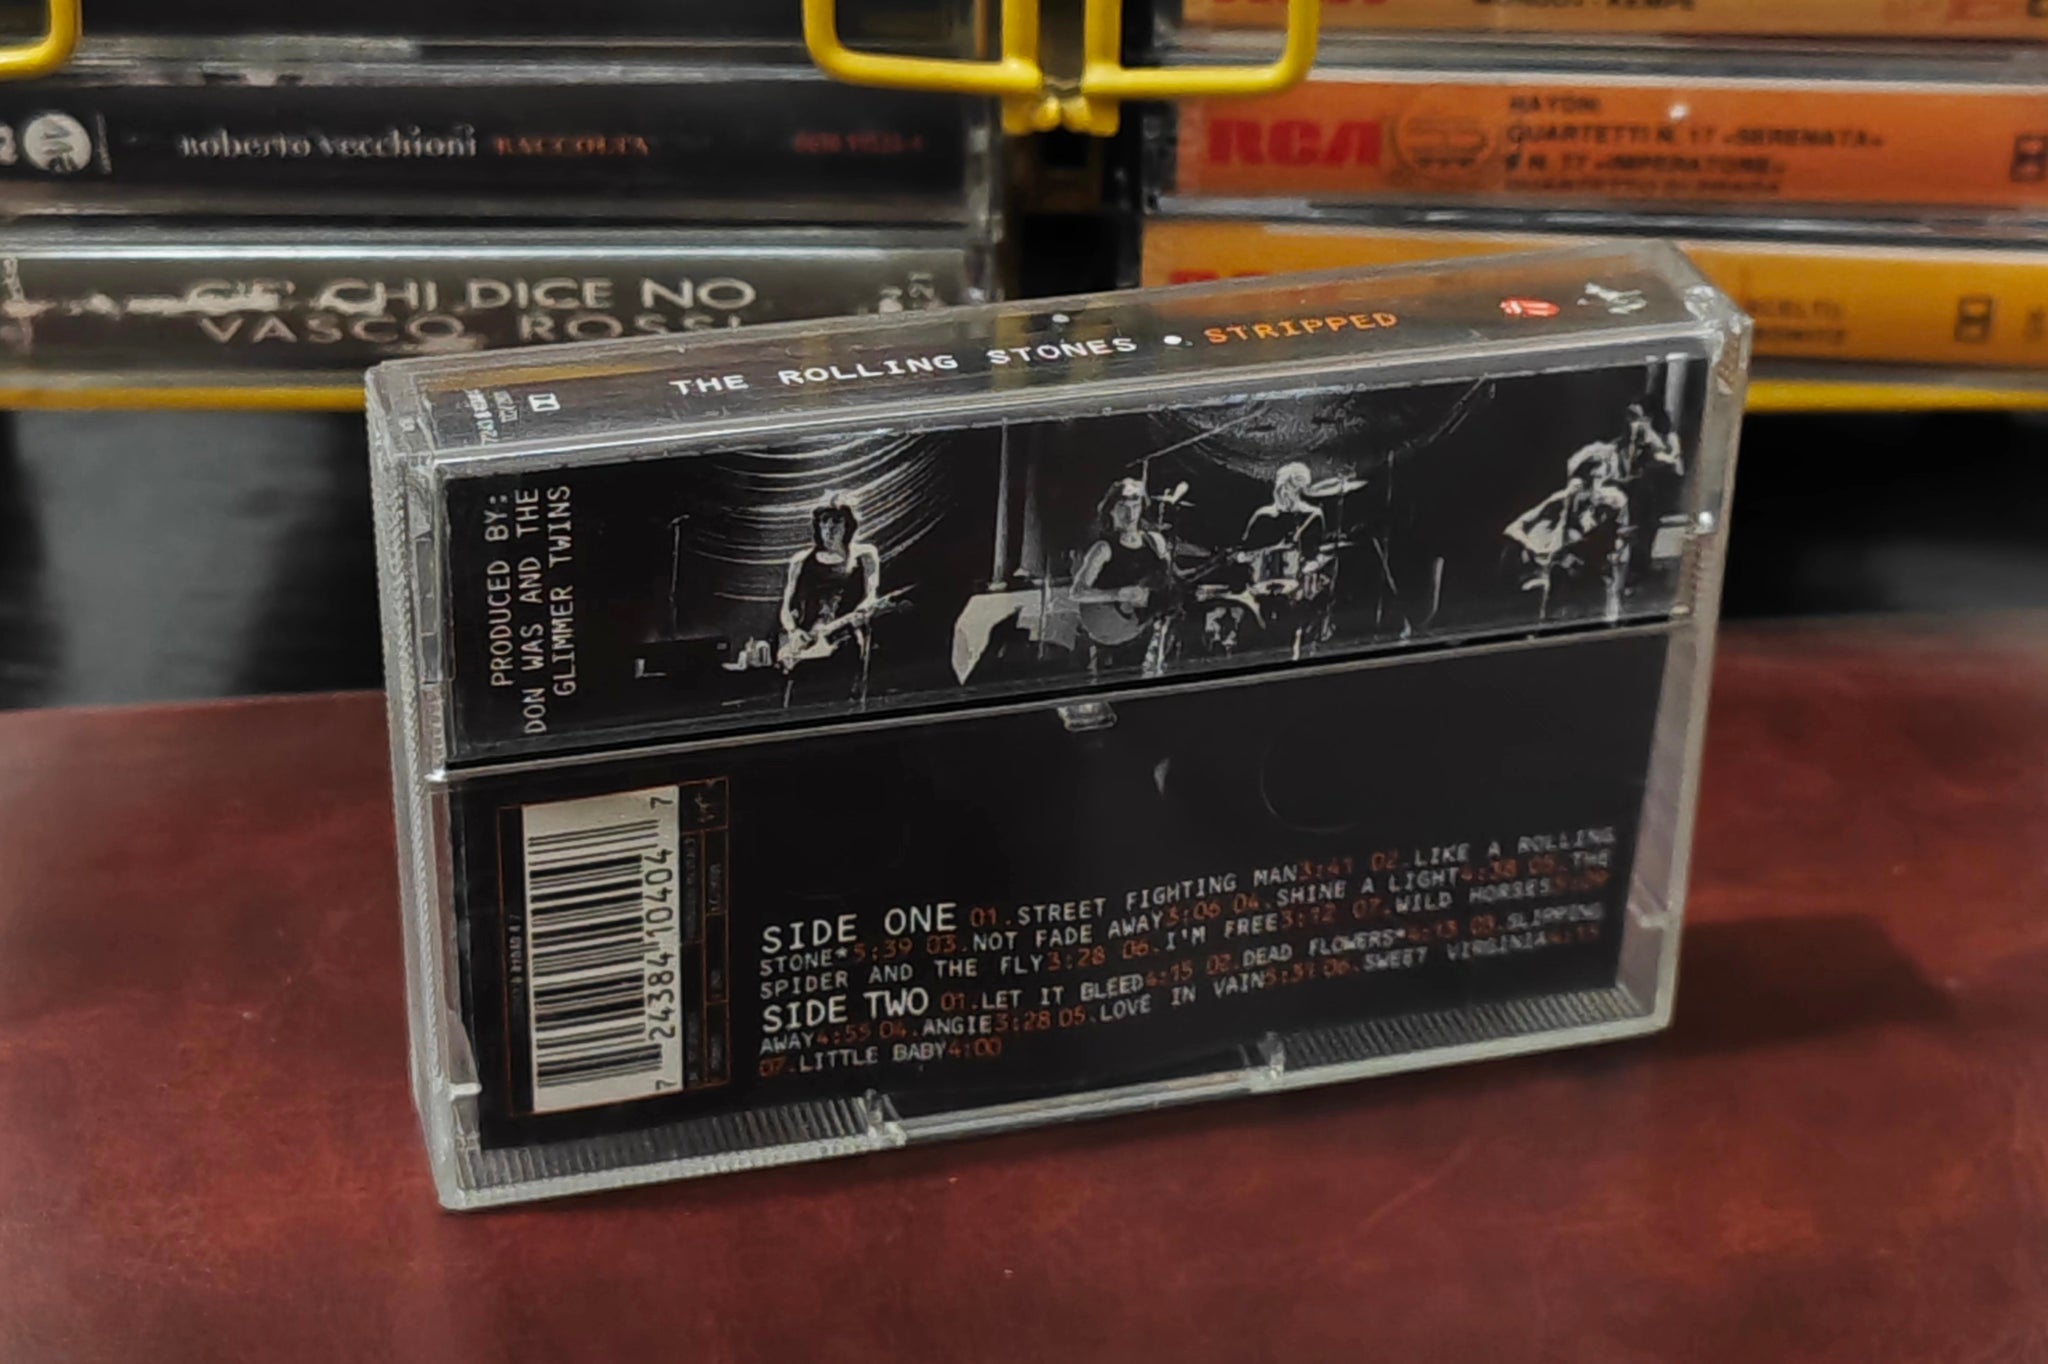 Roberto Vecchioni RACCOLTA
C'E' CHI DICE NO
VASCO ROSSI
RCA
HAYDN
QUARTETTI N. 17 «SERENATA»
E N. 77 «IMPERATORE»
THE ROLLING STONES • STRIPPED
PRODUCED BY:
DON WAS AND THE
GLIMMER TWINS
7 24384 10404 7
SIDE ONE 01.STREET FIGHTING MAN3:41 02.LIKE A ROLLING
STONE*5:39 03.NOT FADE AWAY3:06 04.SHINE A LIGHT4:38 05.THE
SPIDER AND THE FLY3:28 06.I'M FREE3:12 07.WILD HORSES
SIDE TWO 01.LET IT BLEED4:15 02.DEAD FLOWERS*4:13 03.SLIPPING
AWAY4:55 04.ANGIE3:28 05.LOVE IN VAIN5:31 06.SWEET VIRGINIA4:13
07.LITTLE BABY4:00